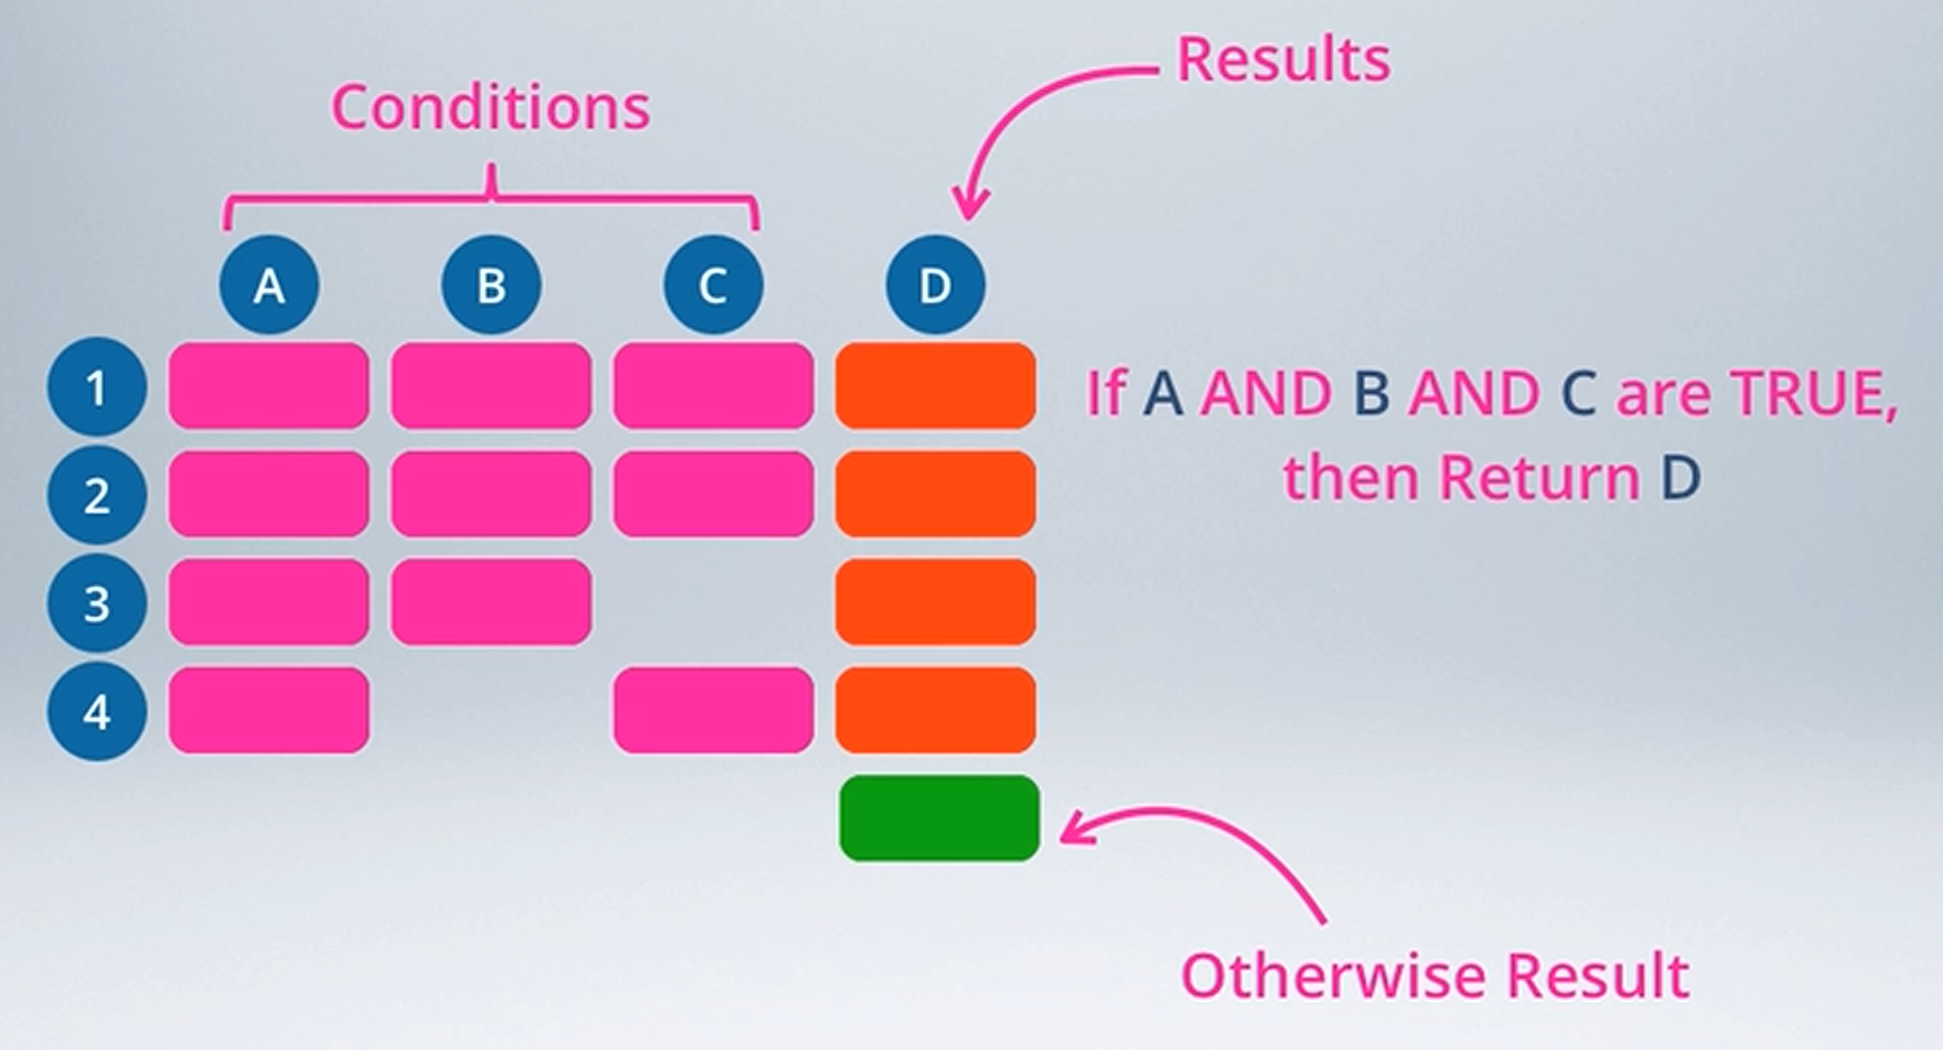 Results
Conditions
A B C D
1
If A AND B AND C are TRUE,
then Return D
2
3
4
Otherwise Result